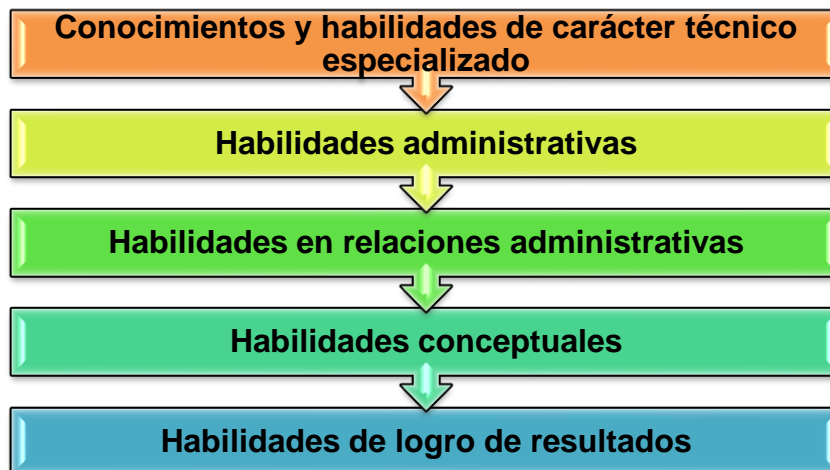 Conocimientos y habilidades de carácter técnico
especializado
Habilidades administrativas
Habilidades en relaciones administrativas
Habilidades conceptuales
Habilidades de logro de resultados